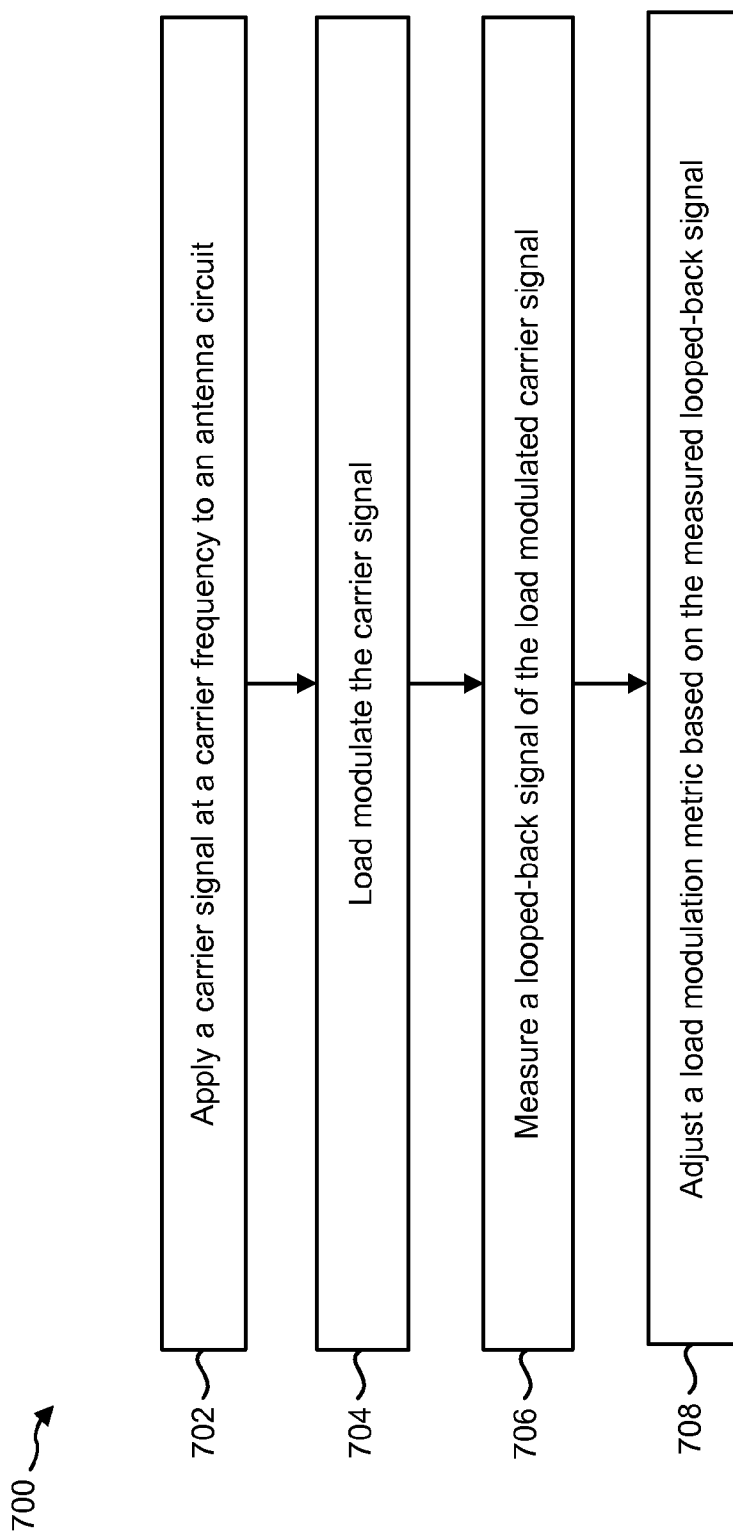 700
702
Apply a carrier signal at a carrier frequency to an antenna circuit
704
Load modulate the carrier signal
706
Measure a looped-back signal of the load modulated carrier signal
708
Adjust a load modulation metric based on the measured looped-back signal